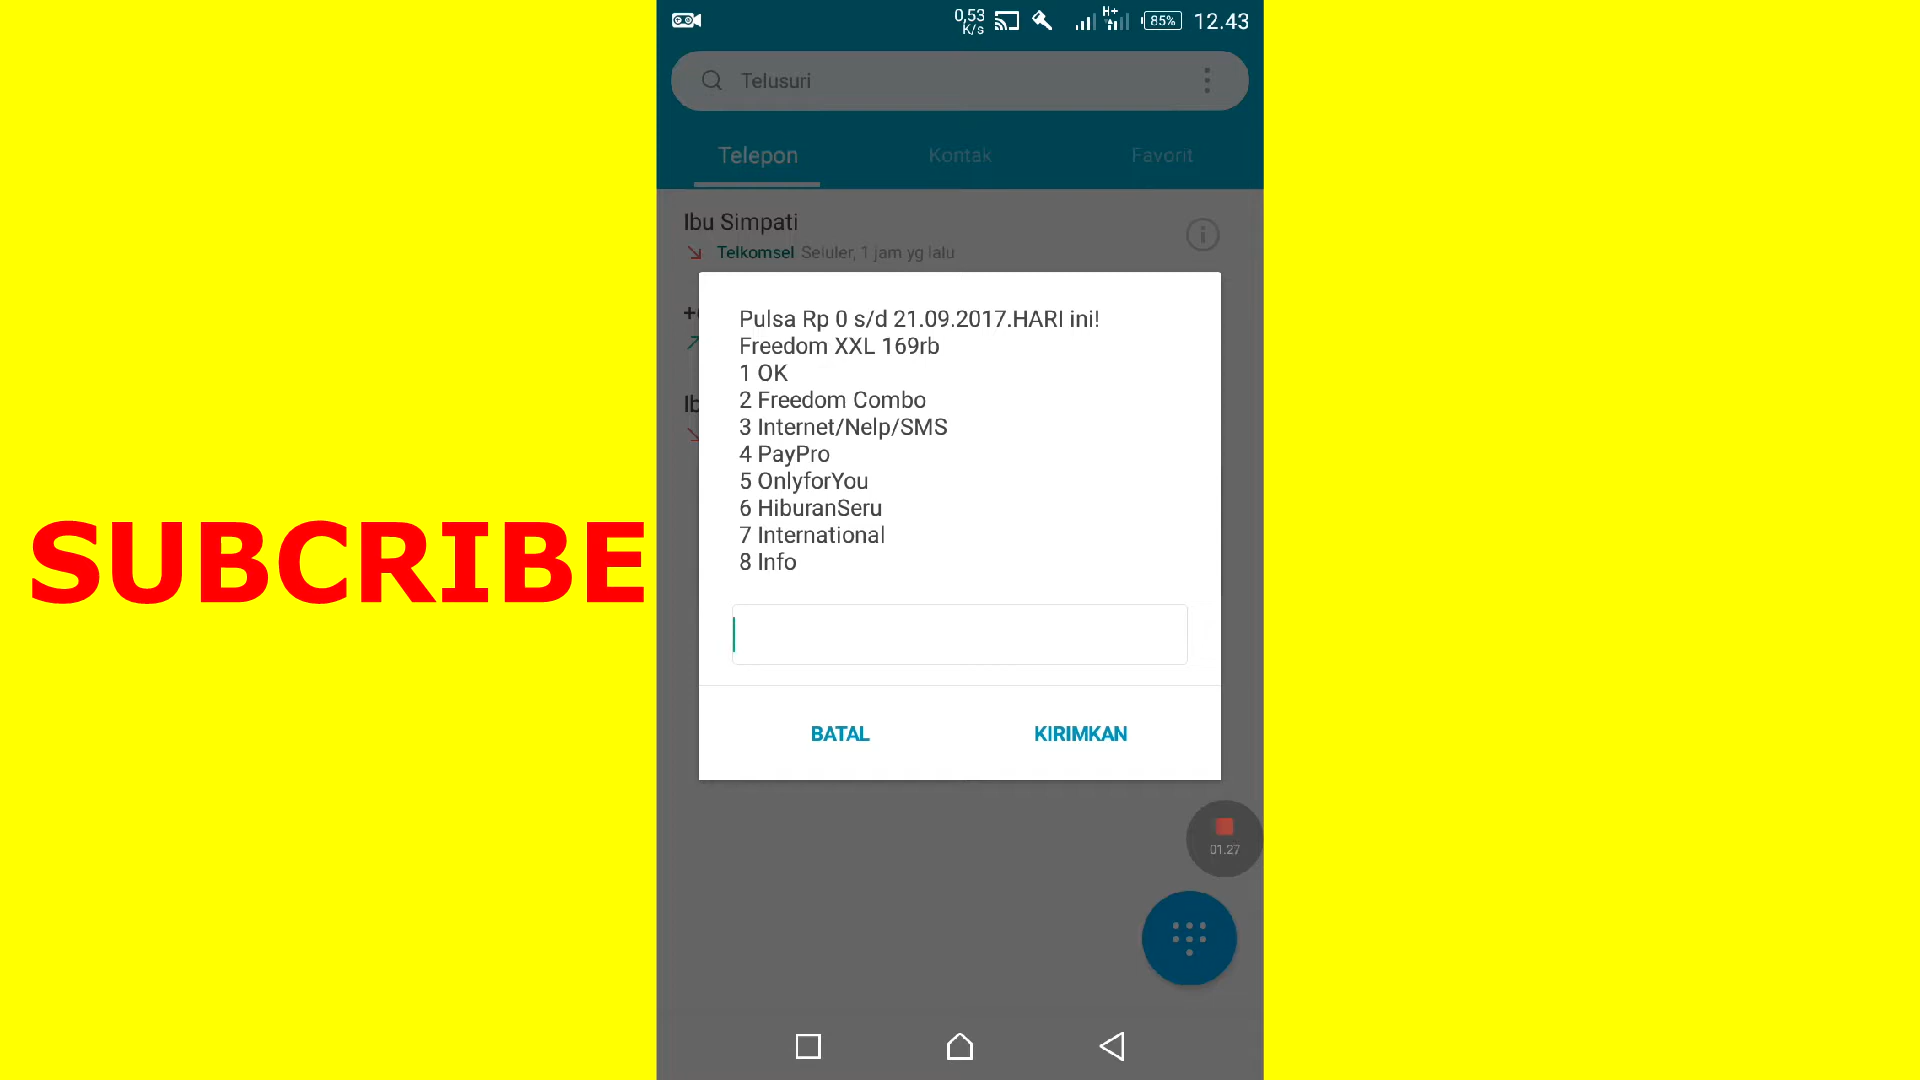 0,53
K/s
H+
85%
12.43
Telusuri
Telepon Kontak Favorit
Ibu Simpati
Telkomsel Seluler, 1 jam yg lalu
Pulsa Rp 0 s/d 21.09.2017.HARI ini!
Freedom XXL 169rb
1 OK
2 Freedom Combo
3 Internet/Nelp/SMS
4 PayPro
5 OnlyforYou
6 HiburanSeru
7 International
8 Info
SUBCRIBE
BATAL KIRIMKAN
01.27